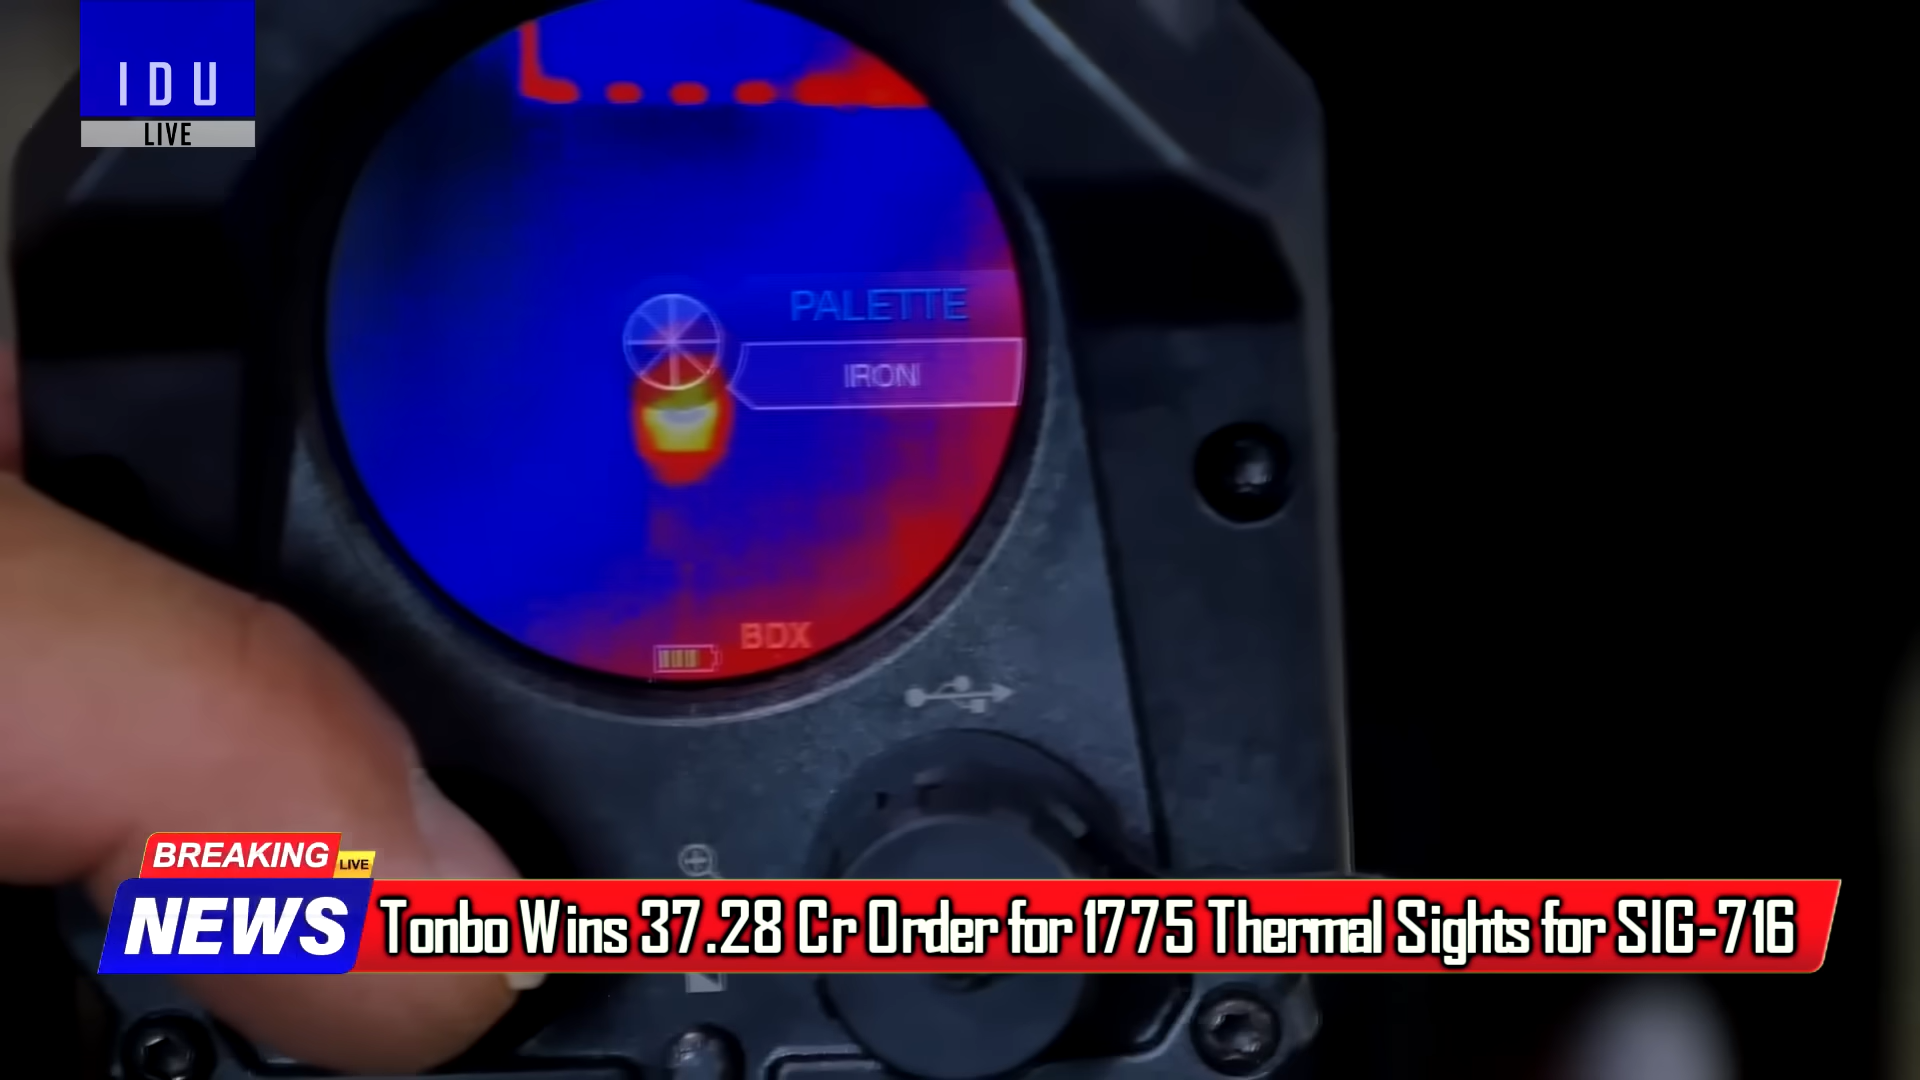 IDU
LIVE
PALETTE
IRON
BDX
BREAKING
LIVE
NEWS
Tonbo Wins 37.28 Cr Order for 1775 Thermal Sights for SIG-716